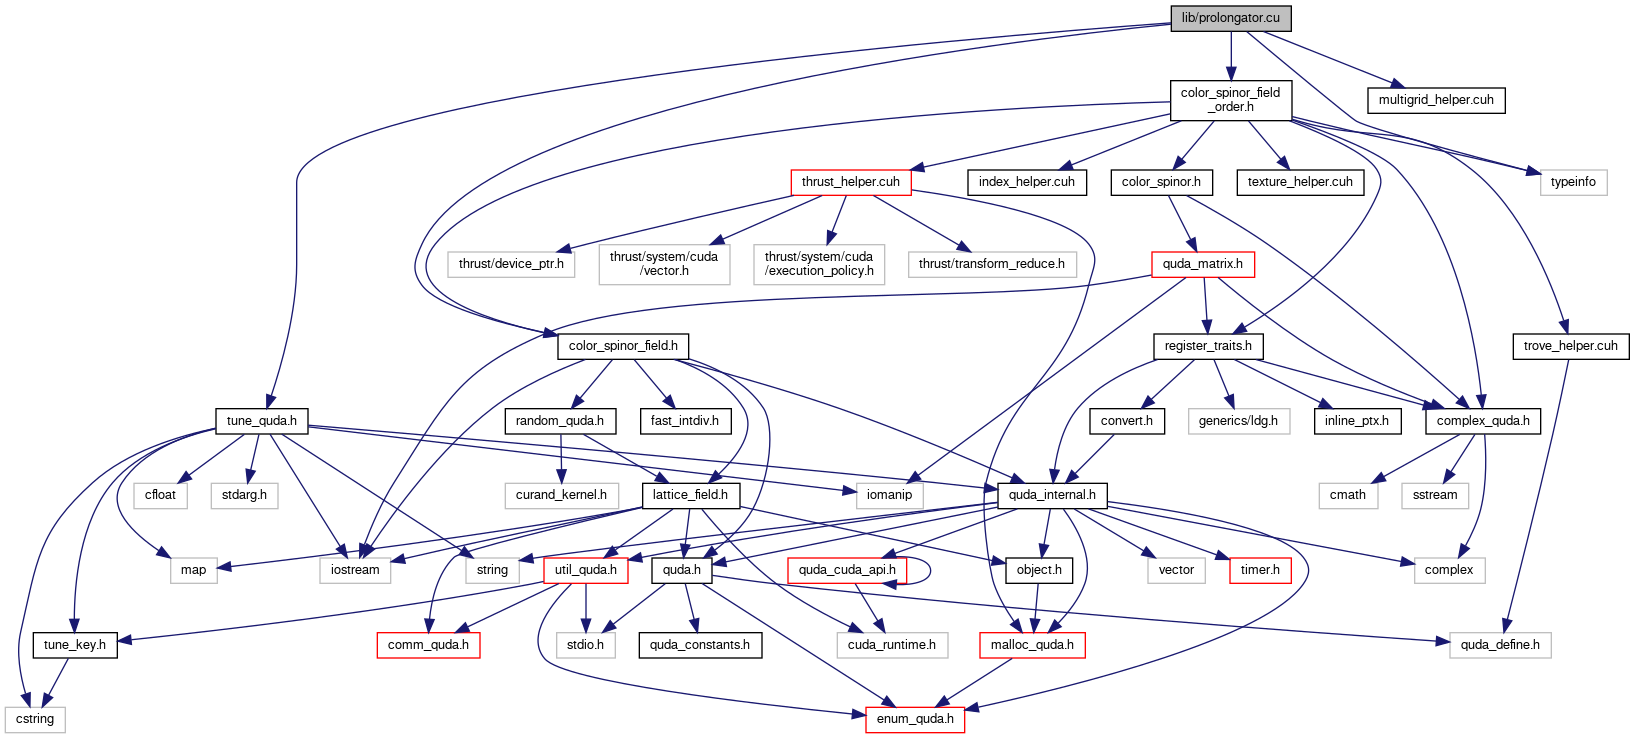 lib/prolongator.cu
color_spinor_field
_order.h
multigrid_helper.cuh
thrust_helper.cuh
index_helper.cuh
color_spinor.h
texture_helper.cuh
typeinfo
thrust/device_ptr.h
thrust/system/cuda
/vector.h
thrust/system/cuda
/execution_policy.h
thrust/transform_reduce.h
quda_matrix.h
color_spinor_field.h
register_traits.h
trove_helper.cuh
tune_quda.h
random_quda.h
fast_intdiv.h
convert.h
generics/ldg.h
inline_ptx.h
complex_quda.h
cfloat
stdarg.h
curand_kernel.h
lattice_field.h
iomanip
quda_internal.h
cmath
sstream
map
iostream
string
util_quda.h
quda.h
quda_cuda_api.h
object.h
vector
timer.h
complex
tune_key.h
comm_quda.h
stdio.h
quda_constants.h
cuda_runtime.h
malloc_quda.h
quda_define.h
cstring
enum_quda.h